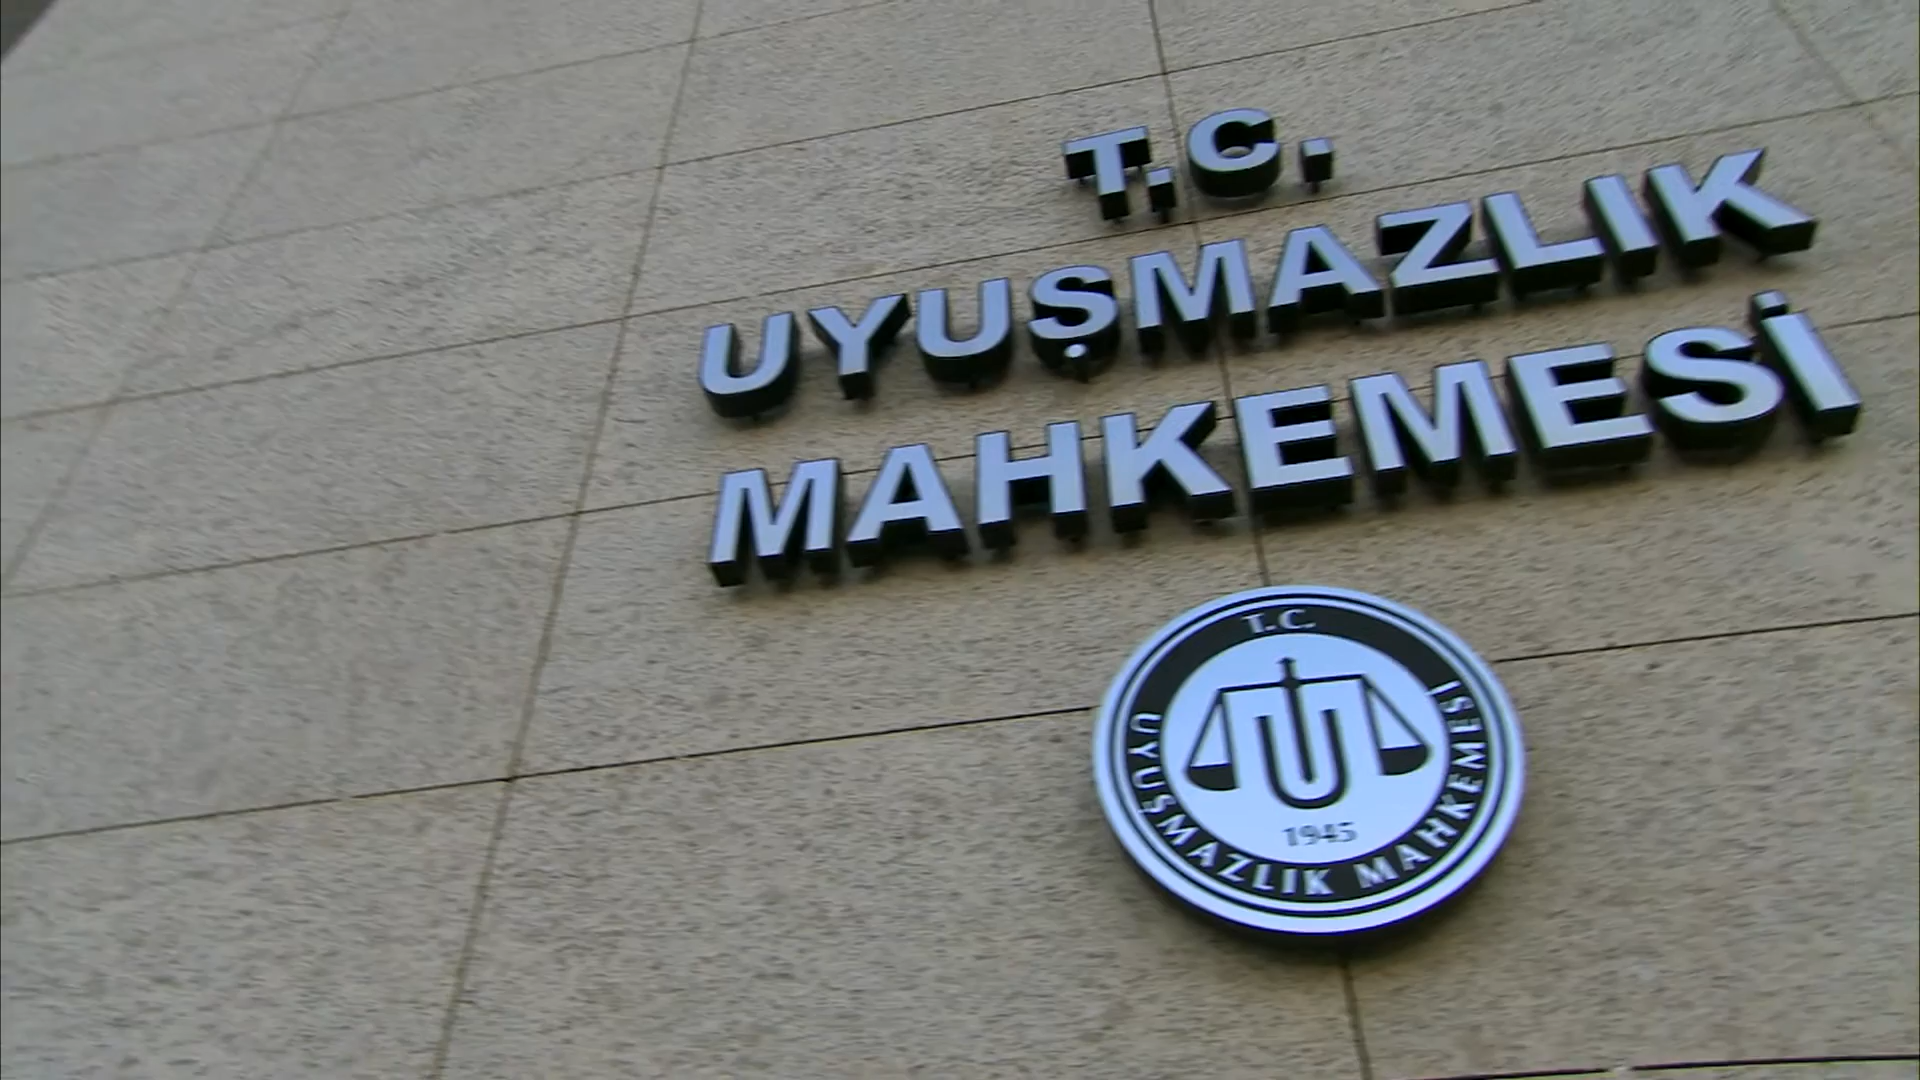 T.C.
UYUŞMAZLIK
MAHKEMESİ
T.C.
1945
UYUŞMAZLIK MAHKEMESİ